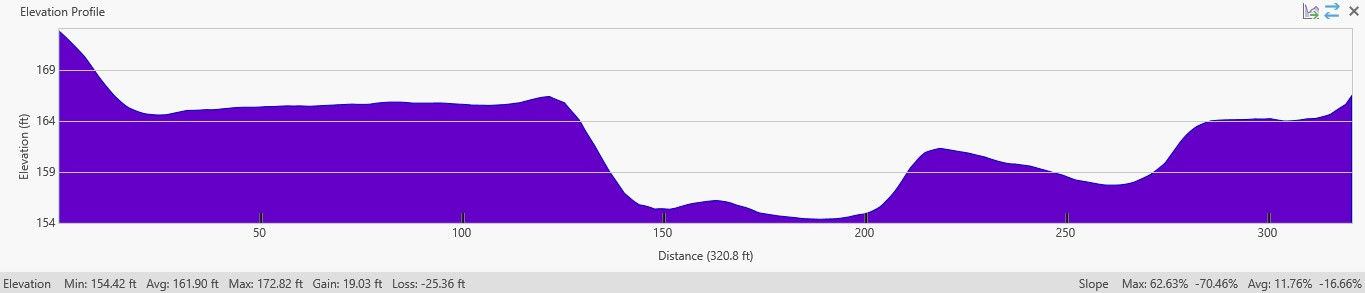 Elevation Profile
169
164
159
154
Elevation (ft)
50 100 150 200 250 300
Distance (320.8 ft)
Elevation Min: 154.42 ft Avg: 161.90 ft Max: 172.82 ft Gain: 19.03 ft Loss: -25.36 ft Slope Max: 62.63% -70.46% Avg: 11.76% -16.66%